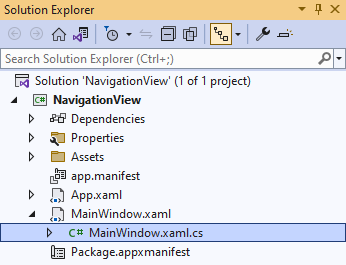 Solution Explorer
Search Solution Explorer (Ctrl+;)
Solution 'NavigationView' (1 of 1 project)
C# NavigationView
Dependencies
Properties
Assets
app.manifest
App.xaml
MainWindow.xaml
C# MainWindow.xaml.cs
Package.appxmanifest